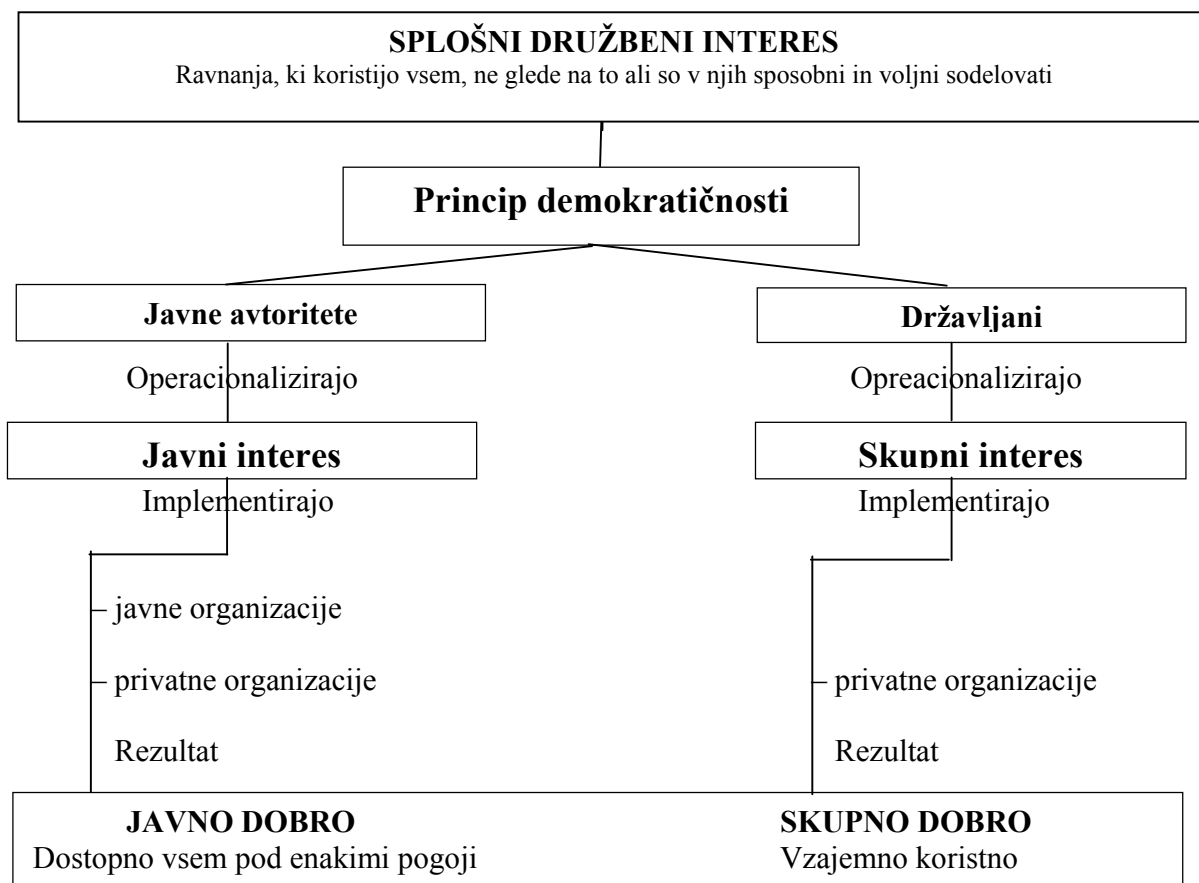 SPLOŠNI DRUŽBENI INTERES
Ravnanja, ki koristijo vsem, ne glede na to ali so v njih sposobni in voljni sodelovati
Princip demokratičnosti
Javne avtoritete
Državljani
Operacionalizirajo
Opreacionalizirajo
Javni interes
Skupni interes
Implementirajo
Implementirajo
javne organizacije
privatne organizacije
privatne organizacije
Rezultat
Rezultat
JAVNO DOBRO
SKUPNO DOBRO
Dostopno vsem pod enakimi pogoji
Vzajemno koristno